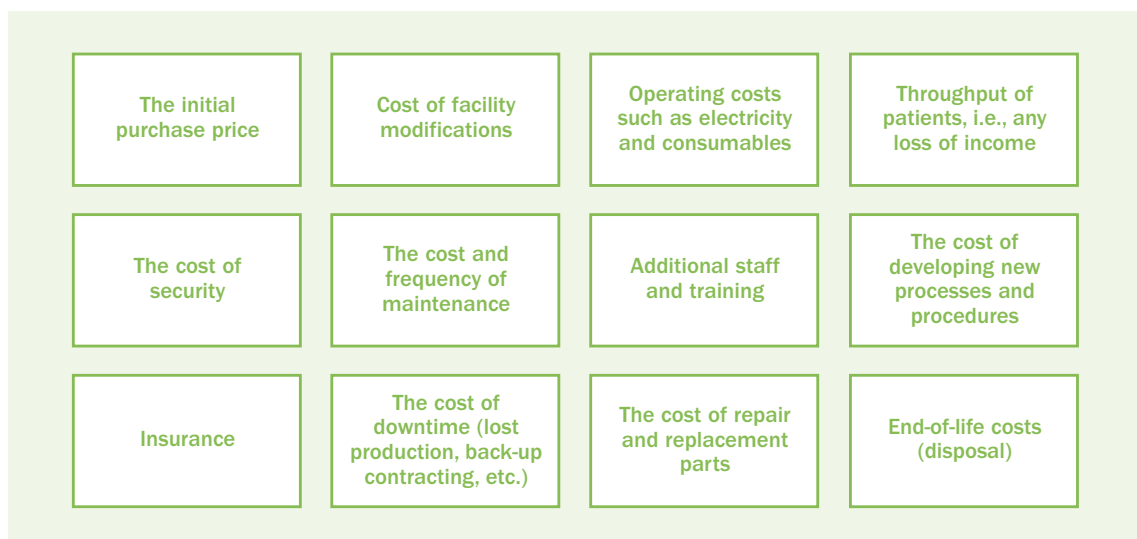 The initial
purchase price
Cost of facility
modifications
Operating costs
such as electricity
and consumables
Throughput of
patients, i.e., any
loss of income
The cost of
security
The cost and
frequency of
maintenance
Additional staff
and training
The cost of
developing new
processes and
procedures
Insurance
The cost of
downtime (lost
production, back-up
contracting, etc.)
The cost of repair
and replacement
parts
End-of-life costs
(disposal)